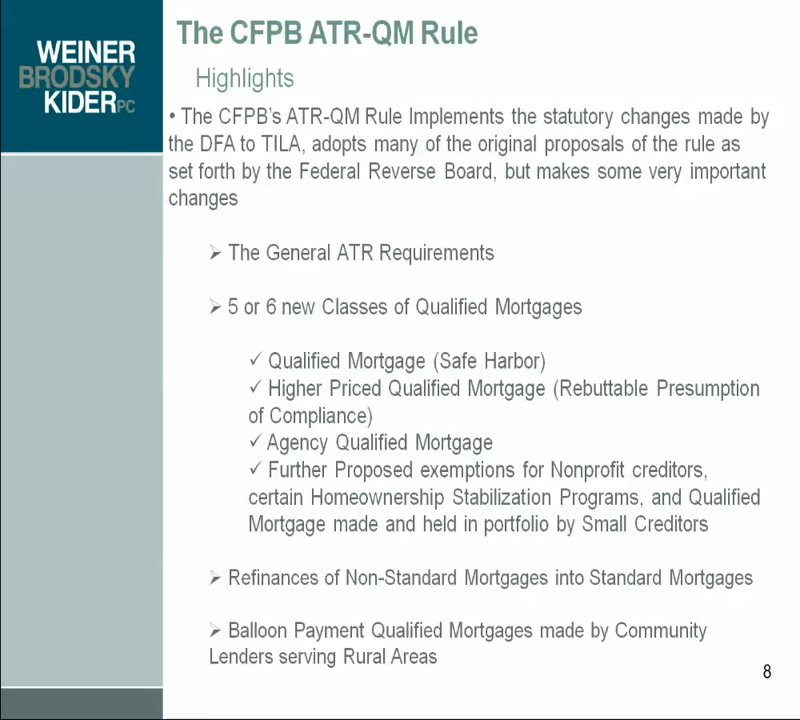 WEINER
BRODSKY
KIDER PC
The CFPB ATR-QM Rule
Highlights
• The CFPB's ATR-QM Rule Implements the statutory changes made by
the DFA to TILA, adopts many of the original proposals of the rule as
set forth by the Federal Reverse Board, but makes some very important
changes
➢ The General ATR Requirements
➢ 5 or 6 new Classes of Qualified Mortgages
✓ Qualified Mortgage (Safe Harbor)
✓ Higher Priced Qualified Mortgage (Rebuttable Presumption
of Compliance)
✓ Agency Qualified Mortgage
✓ Further Proposed exemptions for Nonprofit creditors,
certain Homeownership Stabilization Programs, and Qualified
Mortgage made and held in portfolio by Small Creditors
➢ Refinances of Non-Standard Mortgages into Standard Mortgages
➢ Balloon Payment Qualified Mortgages made by Community
Lenders serving Rural Areas
8